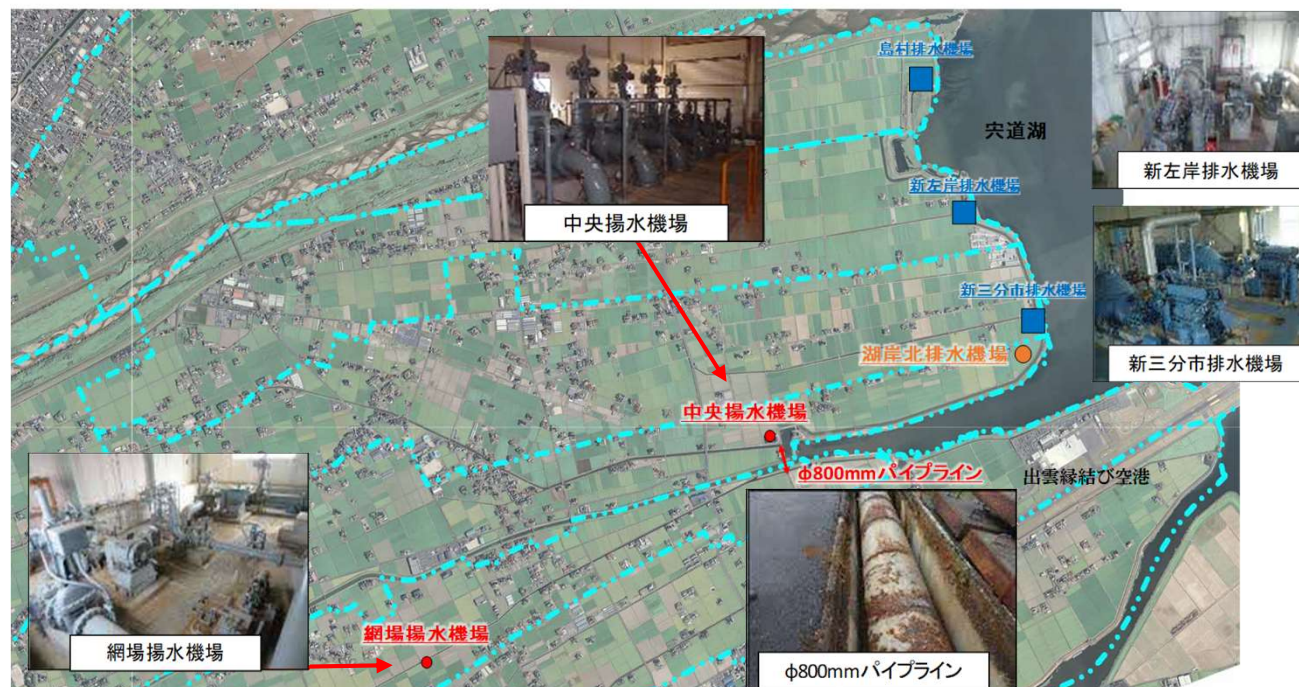 島村排水機場
宍道湖
新左岸排水機場
中央揚水機場
新左岸排水機場
新三分市排水機場
湖岸北排水機場
新三分市排水機場
中央揚水機場
φ800mmパイプライン
出雲縁結び空港
網場揚水機場
網場揚水機場
φ800mmパイプライン